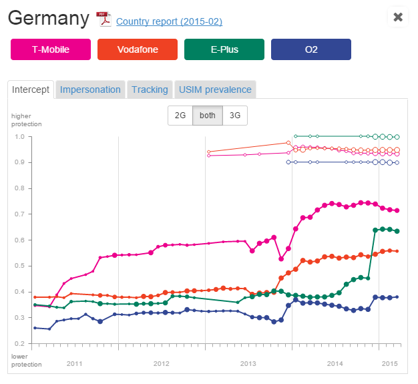 Germany Country report (2015-02)
T-Mobile Vodafone E-Plus O2
Intercept Impersonation Tracking USIM prevalence
2G both 3G
higher
protection
1.0
0.9
0.8
0.7
0.6
0.5
0.4
0.3
0.2
lower
protection
2011 2012 2013 2014 2015